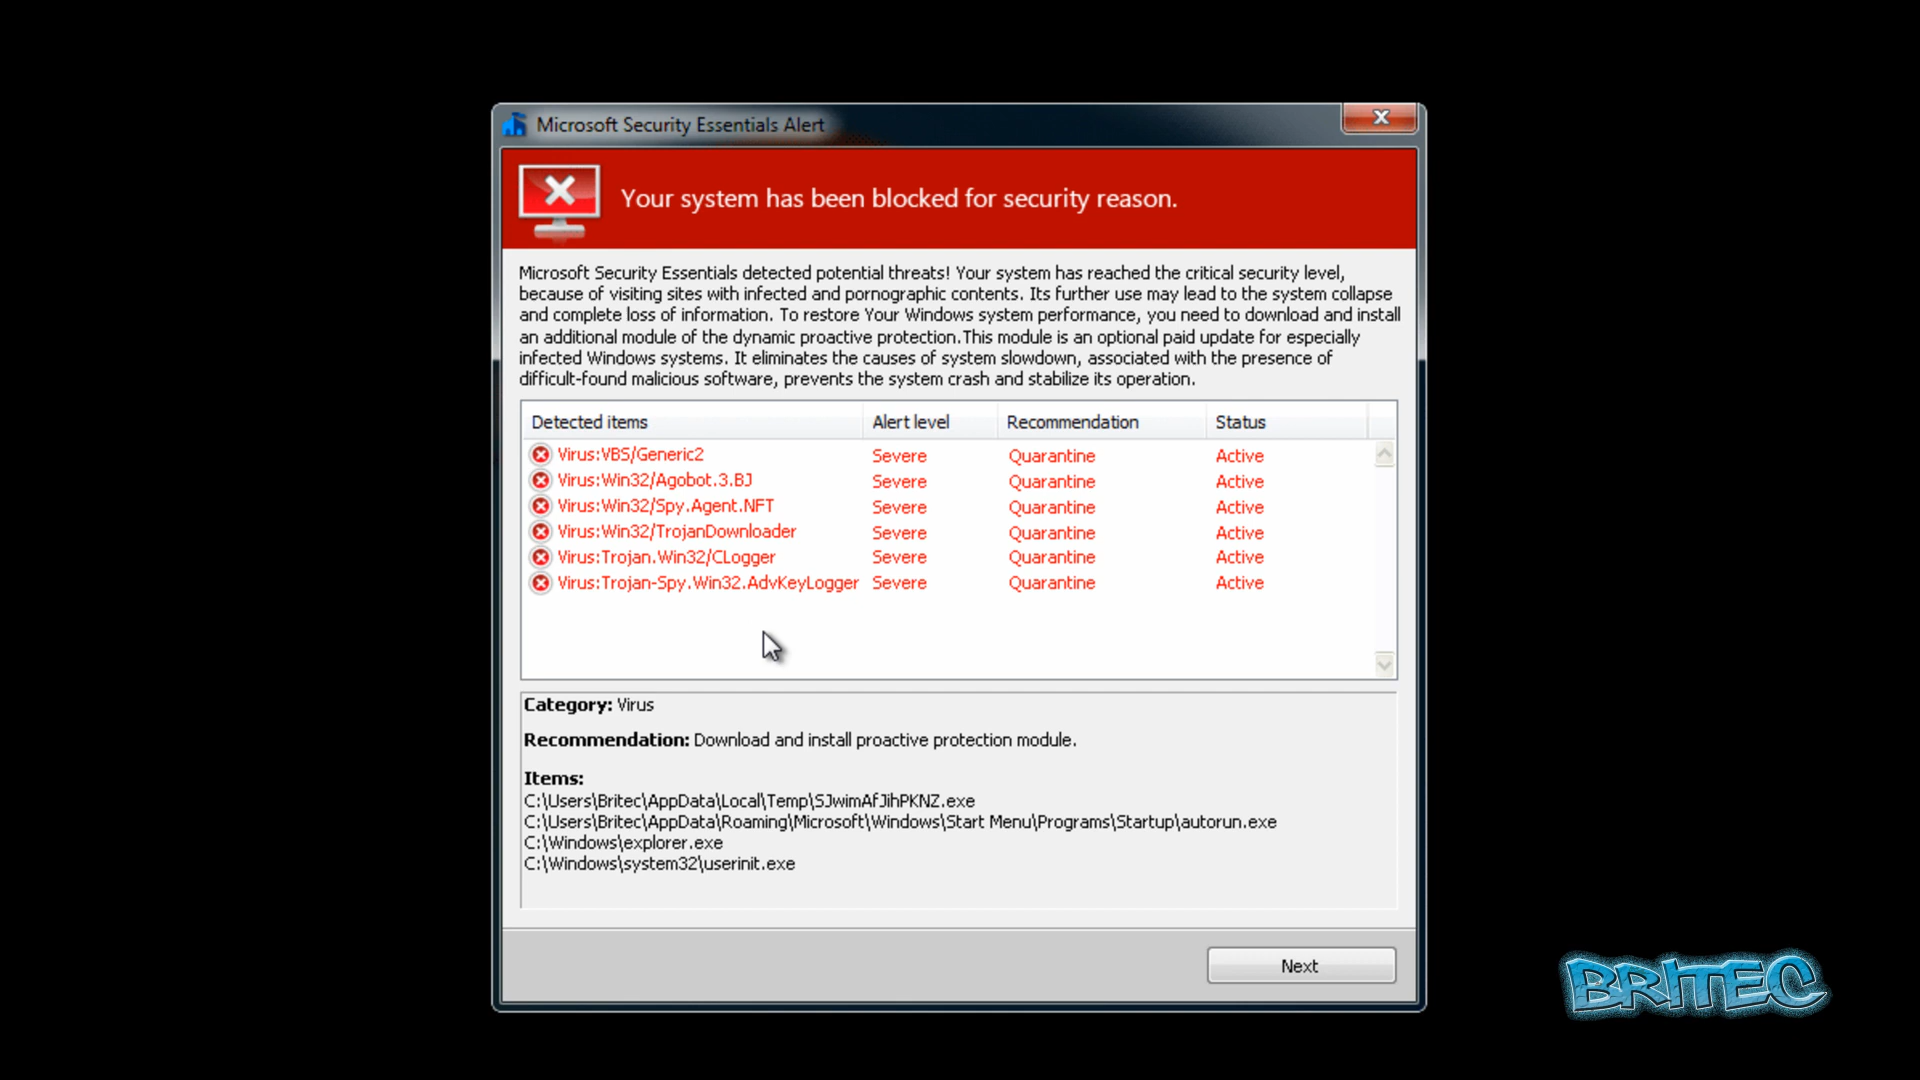 Microsoft Security Essentials Alert
Your system has been blocked for security reason.
Microsoft Security Essentials detected potential threats! Your system has reached the critical security level,
because of visiting sites with infected and pornographic contents. Its further use may lead to the system collapse
and complete loss of information. To restore Your Windows system performance, you need to download and install
an additional module of the dynamic proactive protection.This module is an optional paid update for especially
infected Windows systems. It eliminates the causes of system slowdown, associated with the presence of
difficult-found malicious software, prevents the system crash and stabilize its operation.
Detected items Alert level Recommendation Status
Virus:VBS/Generic2 Severe Quarantine Active
Virus:Win32/Agobot.3.BJ Severe Quarantine Active
Virus:Win32/Spy.Agent.NFT Severe Quarantine Active
Virus:Win32/TrojanDownloader Severe Quarantine Active
Virus:Trojan.Win32/CLogger Severe Quarantine Active
Virus:Trojan-Spy.Win32.AdvKeyLogger Severe Quarantine Active
Category: Virus
Recommendation: Download and install proactive protection module.
Items:
C:\Users\Britec\AppData\Local\Temp\SJwimAfJihPKNZ.exe
C:\Users\Britec\AppData\Roaming\Microsoft\Windows\Start Menu\Programs\Startup\autorun.exe
C:\Windows\explorer.exe
C:\Windows\system32\userinit.exe
Next
BRITEC